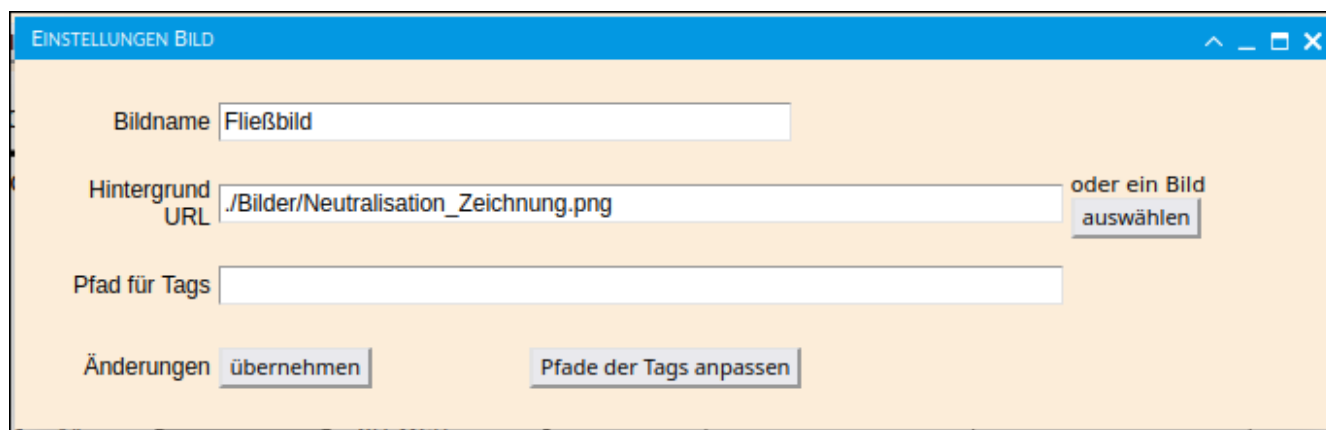 EINSTELLUNGEN BILD
Bildname Fließbild
oder ein Bild
Hintergrund
URL ./Bilder/Neutralisation_Zeichnung.png
auswählen
Pfad für Tags
Änderungen übernehmen Pfade der Tags anpassen